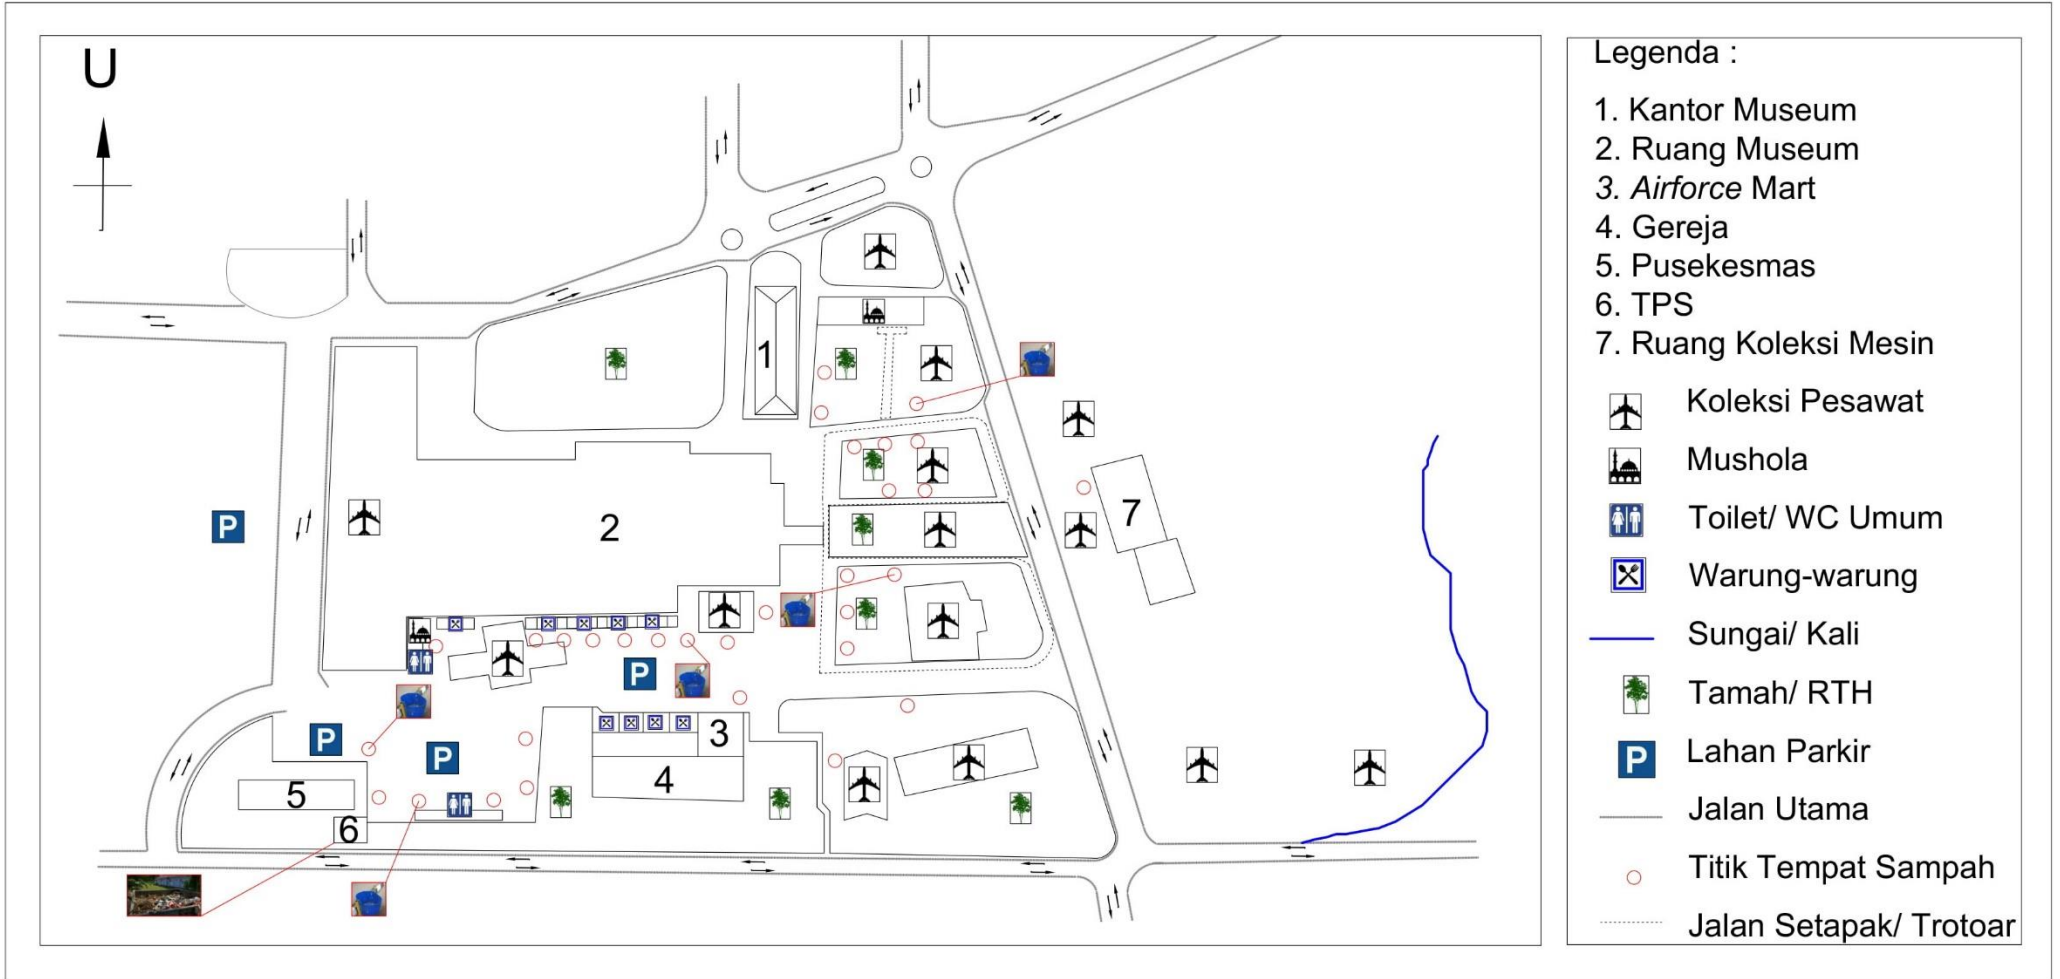 U
1
2
3
4
5
6
7
P
P
P
P
Legenda :
1. Kantor Museum
2. Ruang Museum
3. Airforce Mart
4. Gereja
5. Pusekesmas
6. TPS
7. Ruang Koleksi Mesin
Koleksi Pesawat
Mushola
Toilet/ WC Umum
Warung-warung
Sungai/ Kali
Tamah/ RTH
P Lahan Parkir
Jalan Utama
Titik Tempat Sampah
Jalan Setapak/ Trotoar